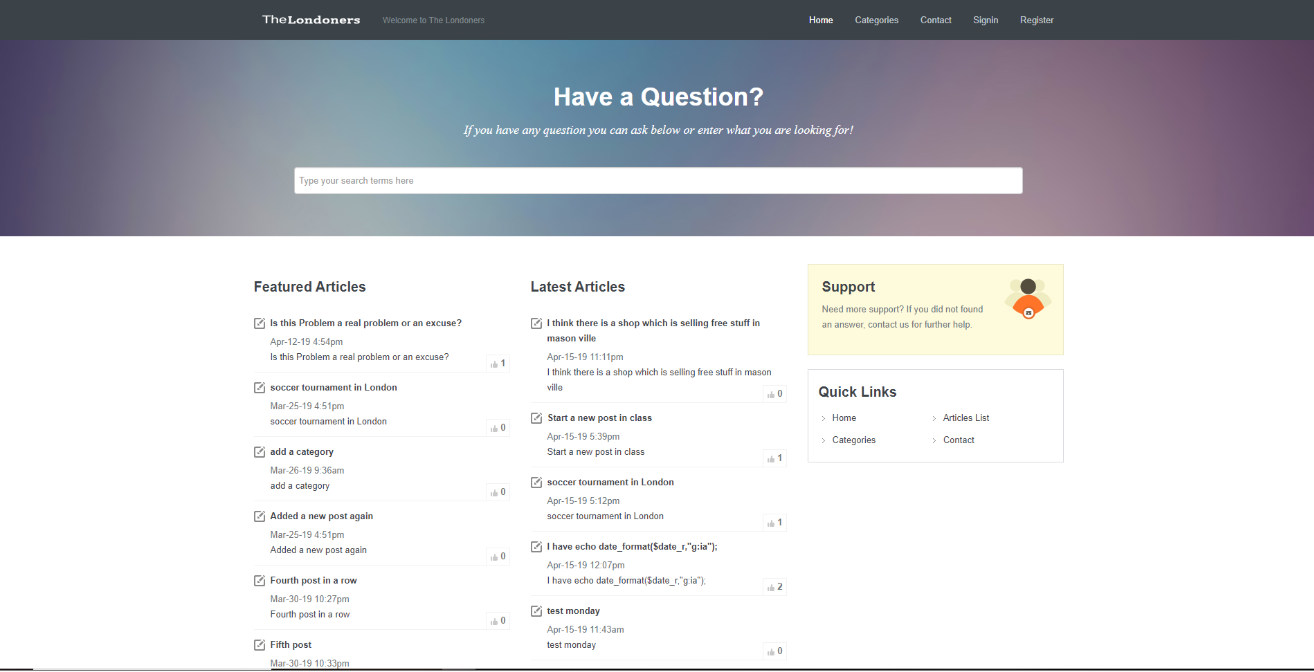 TheLondoners
Welcome to The Londoners
Home
Categories
Contact
Signin
Register
Have a Question?
If you have any question you can ask below or enter what you are looking for!
Type your search terms here
Featured Articles
Is this Problem a real problem or an excuse?
Apr-12-19 4:54pm
Is this Problem a real problem or an excuse?
1
soccer tournament in London
Mar-25-19 4:51pm
soccer tournament in London
0
add a category
Mar-26-19 9:36am
add a category
0
Added a new post again
Mar-25-19 4:51pm
Added a new post again
0
Fourth post in a row
Mar-30-19 10:27pm
Fourth post in a row
0
Fifth post
Mar-30-19 10:33pm
Latest Articles
I think there is a shop which is selling free stuff in
mason ville
Apr-15-19 11:11pm
I think there is a shop which is selling free stuff in mason
ville
0
Start a new post in class
Apr-15-19 5:39pm
Start a new post in class
1
soccer tournament in London
Apr-15-19 5:12pm
soccer tournament in London
1
I have echo date_format($date_r,"g:ia");
Apr-15-19 12:07pm
I have echo date_format($date_r,"g:ia");
2
test monday
Apr-15-19 11:43am
test monday
0
Support
Need more support? If you did not found
an answer, contact us for further help.
Quick Links
Home
Articles List
Categories
Contact